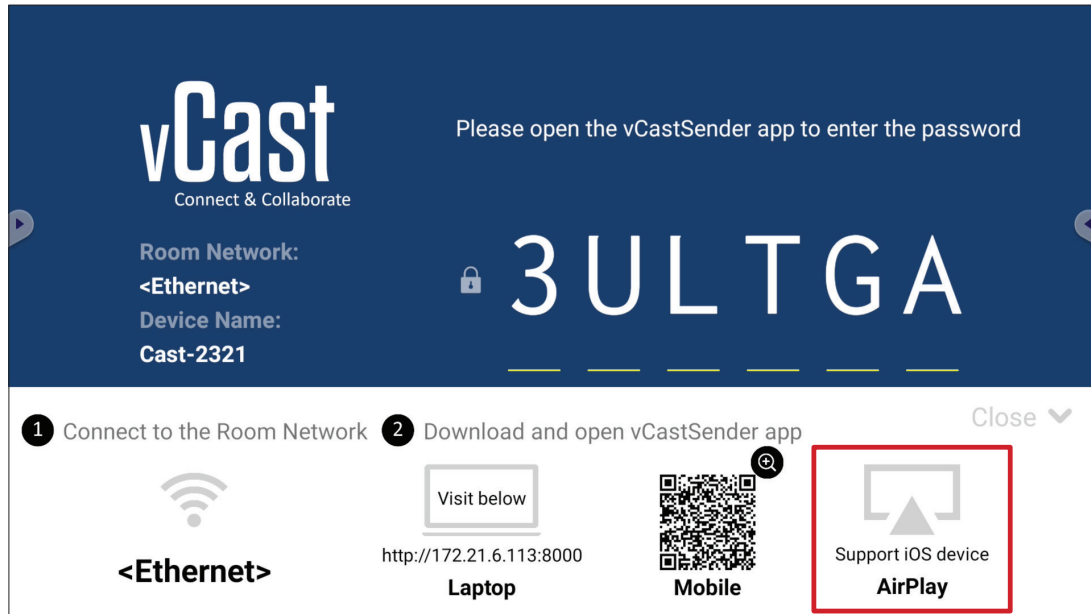 vCast
Connect & Collaborate
Please open the vCastSender app to enter the password
Room Network:
<Ethernet>
Device Name:
Cast-2321
3ULTGA
Close
1 Connect to the Room Network
2 Download and open vCastSender app
<Ethernet>
Visit below
http://172.21.6.113:8000
Laptop
Mobile
Support iOS device
AirPlay